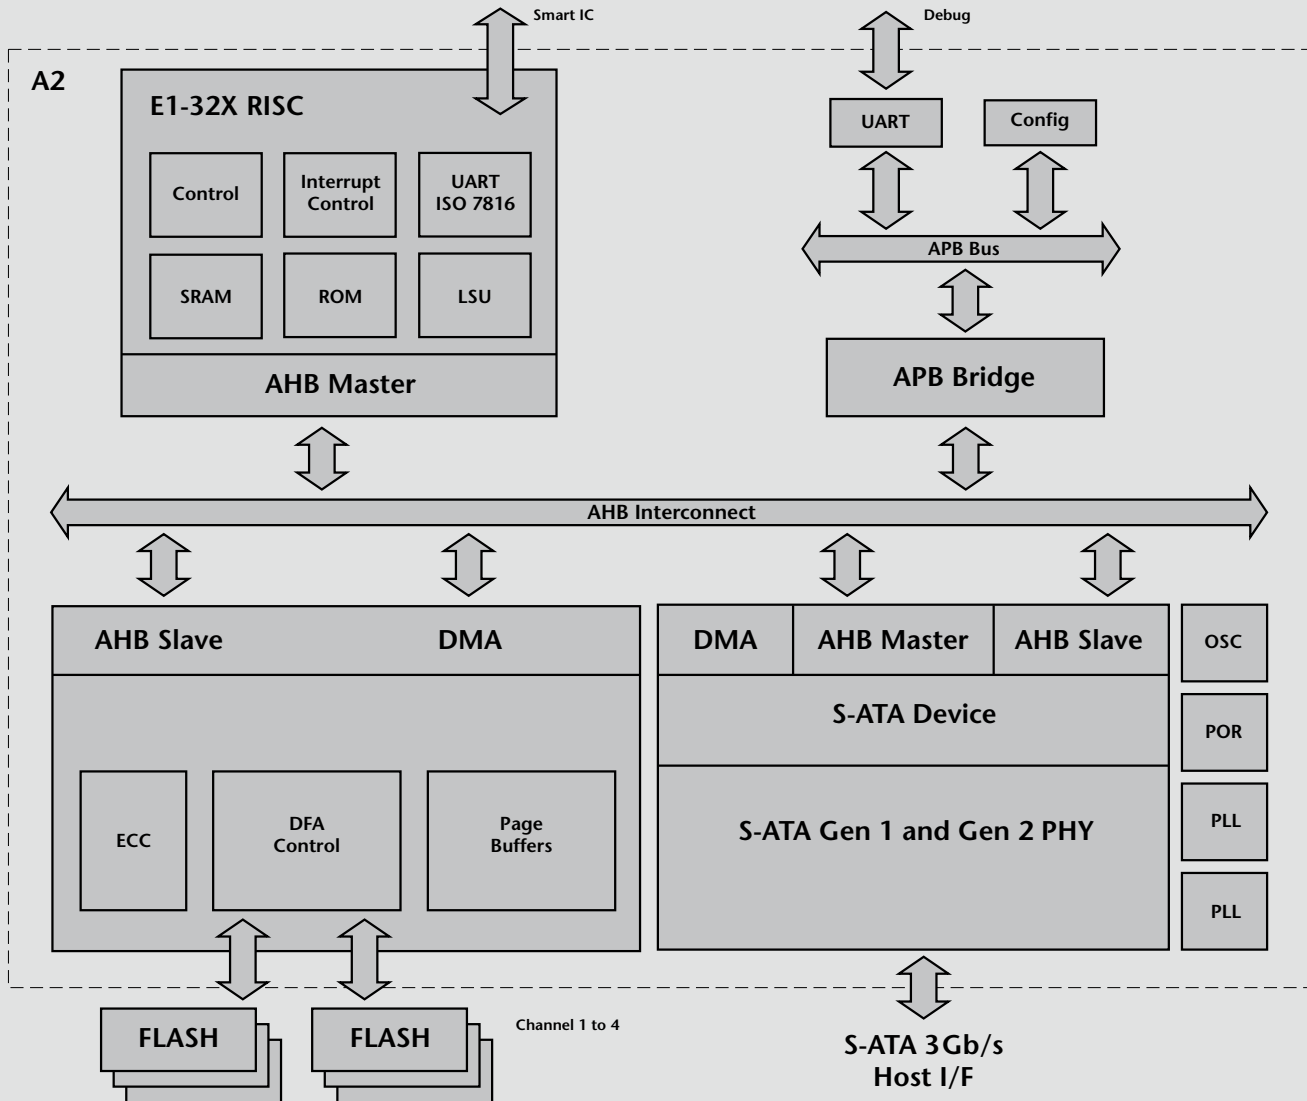 Smart IC
Debug
A2
E1-32X RISC
UART
Config
Control
Interrupt
Control
UART
ISO 7816
APB Bus
SRAM
ROM
LSU
AHB Master
APB Bridge
AHB Interconnect
AHB Slave
DMA
DMA
AHB Master
AHB Slave
OSC
S-ATA Device
POR
ECC
DFA
Control
Page
Buffers
S-ATA Gen 1 and Gen 2 PHY
PLL
PLL
FLASH
FLASH
Channel 1 to 4
S-ATA 3Gb/s
Host I/F